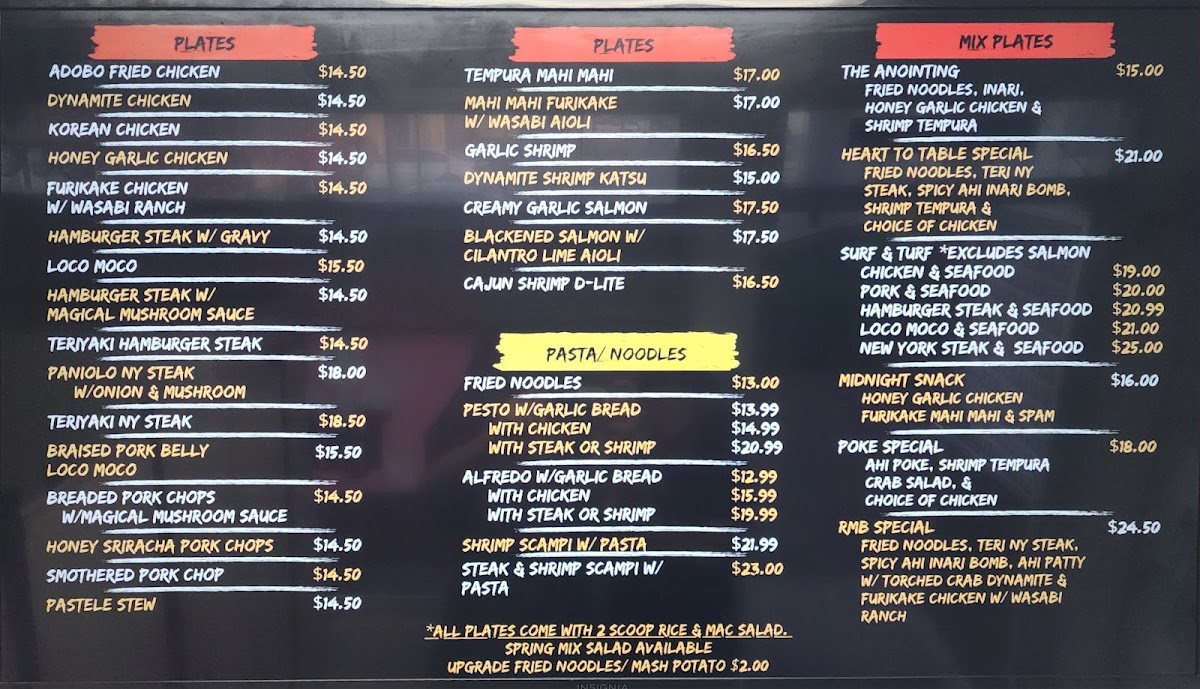 PLATES
ADOBO FRIED CHICKEN $14.50
DYNAMITE CHICKEN $14.50
KOREAN CHICKEN $14.50
HONEY GARLIC CHICKEN $14.50
FURIKAKE CHICKEN $14.50
W/ WASABI RANCH
HAMBURGER STEAK W/ GRAVY $14.50
LOCO MOCO $15.50
HAMBURGER STEAK W/ $14.50
MAGICAL MUSHROOM SAUCE
TERIYAKI HAMBURGER STEAK $14.50
PANIOLO NY STEAK $18.00
W/ONION & MUSHROOM
TERIYAKI NY STEAK $18.50
BRAISED PORK BELLY $15.50
LOCO MOCO
BREADED PORK CHOPS $14.50
W/MAGICAL MUSHROOM SAUCE
HONEY SRIRACHA PORK CHOPS $14.50
SMOTHERED PORK CHOP $14.50
PASTELE STEW $14.50
PLATES
TEMPURA MAHI MAHI $17.00
MAHI MAHI FURIKAKE $17.00
W/ WASABI AIOLI
GARLIC SHRIMP $16.50
DYNAMITE SHRIMP KATSU $15.00
CREAMY GARLIC SALMON $17.50
BLACKENED SALMON W/ $17.50
CILANTRO LIME AIOLI
CAJUN SHRIMP D-LITE $16.50
PASTA/ NOODLES
FRIED NOODLES $13.00
PESTO W/GARLIC BREAD $13.99
WITH CHICKEN $14.99
WITH STEAK OR SHRIMP $20.99
ALFREDO W/GARLIC BREAD $12.99
WITH CHICKEN $15.99
WITH STEAK OR SHRIMP $19.99
SHRIMP SCAMPI W/ PASTA $21.99
STEAK & SHRIMP SCAMPI W/ $23.00
PASTA
MIX PLATES
THE ANOINTING $15.00
FRIED NOODLES, INARI,
HONEY GARLIC CHICKEN &
SHRIMP TEMPURA
HEART TO TABLE SPECIAL $21.00
FRIED NOODLES, TERI NY
STEAK, SPICY AHI INARI BOMB,
SHRIMP TEMPURA &
CHOICE OF CHICKEN
SURF & TURF *EXCLUDES SALMON
CHICKEN & SEAFOOD $19.00
PORK & SEAFOOD $20.00
HAMBURGER STEAK & SEAFOOD $20.99
LOCO MOCO & SEAFOOD $21.00
NEW YORK STEAK & SEAFOOD $25.00
MIDNIGHT SNACK $16.00
HONEY GARLIC CHICKEN
FURIKAKE MAHI MAHI & SPAM
POKE SPECIAL $18.00
AHI POKE, SHRIMP TEMPURA
CRAB SALAD, &
CHOICE OF CHICKEN
RMB SPECIAL $24.50
FRIED NOODLES, TERI NY STEAK,
SPICY AHI INARI BOMB, AHI PATTY
W/ TORCHED CRAB DYNAMITE &
FURIKAKE CHICKEN W/ WASABI
RANCH
*ALL PLATES COME WITH 2 SCOOP RICE & MAC SALAD.
SPRING MIX SALAD AVAILABLE
UPGRADE FRIED NOODLES/ MASH POTATO $2.00
INSIGNIA